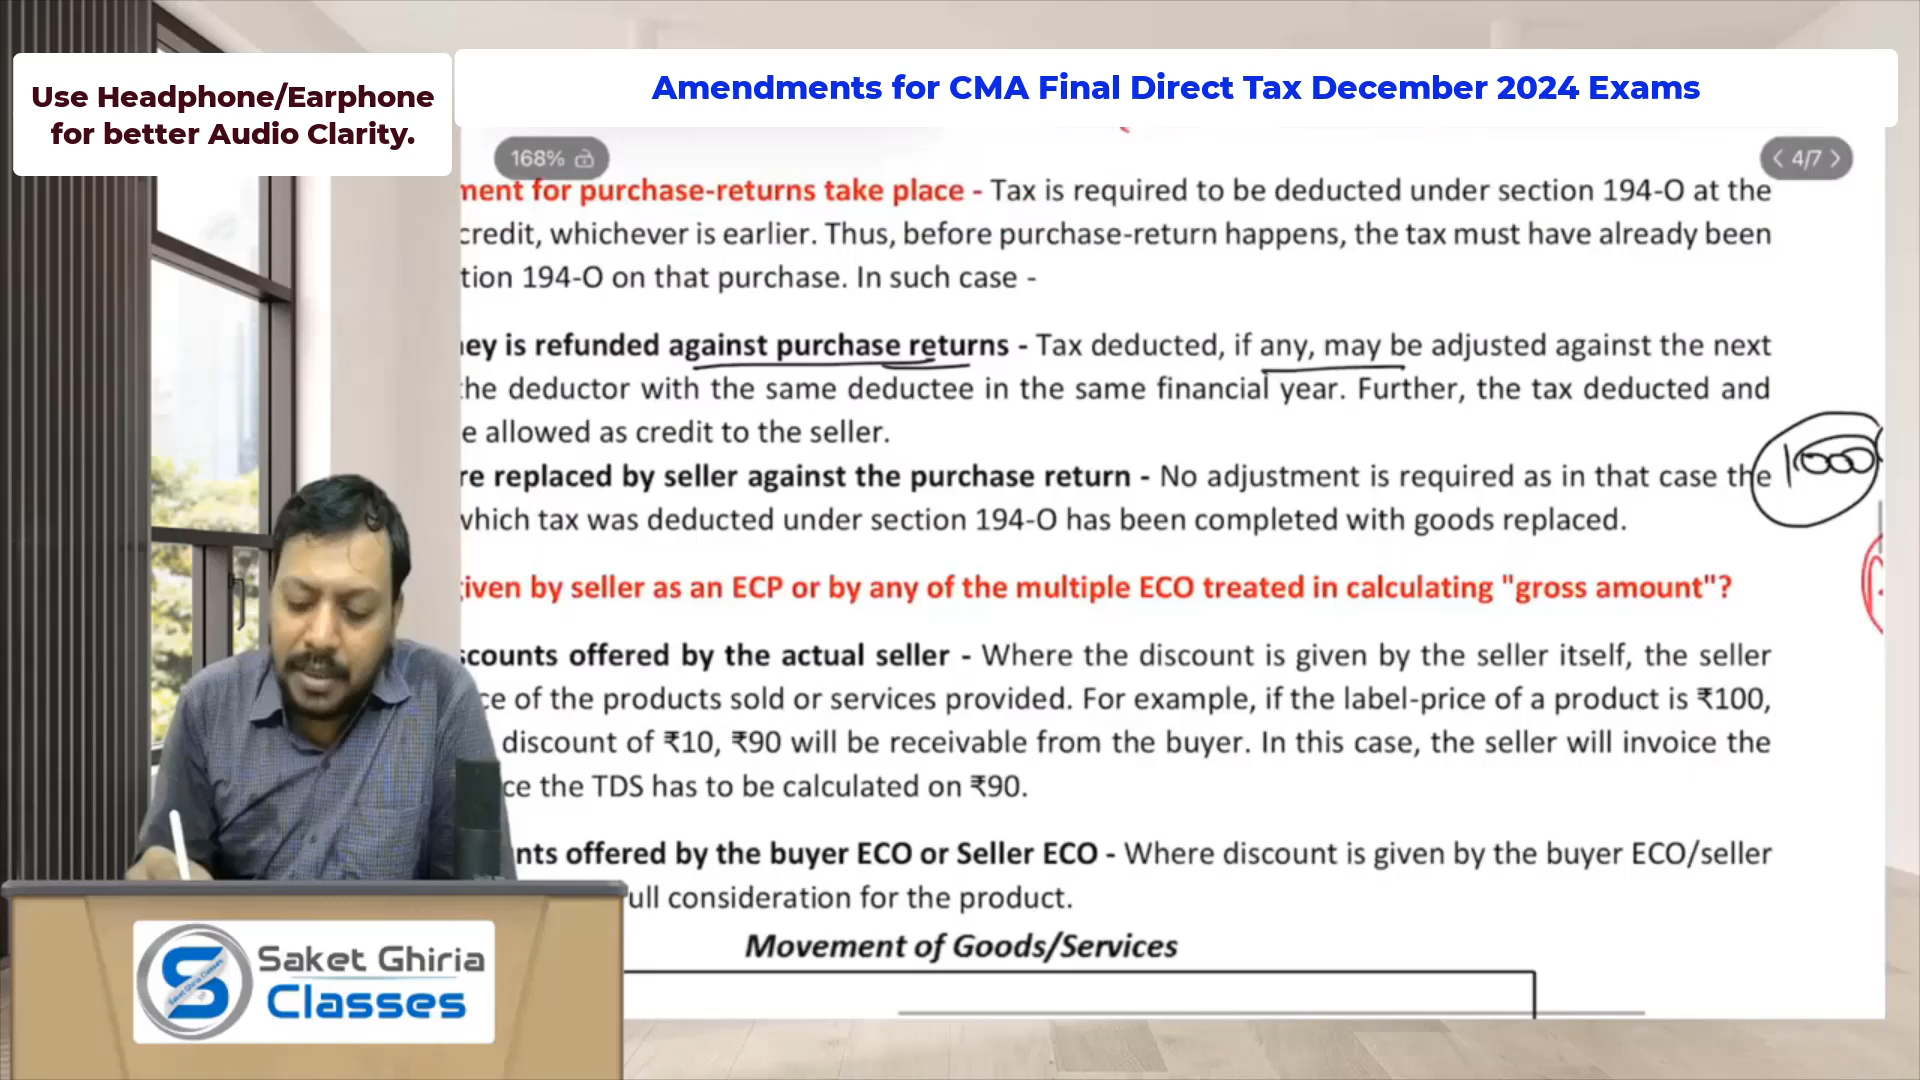 Use Headphone/Earphone
for better Audio Clarity.
Amendments for CMA Final Direct Tax December 2024 Exams
168%
4/7
ment for purchase-returns take place - Tax is required to be deducted under section 194-O at the
credit, whichever is earlier. Thus, before purchase-return happens, the tax must have already been
tion 194-O on that purchase. In such case -
ney is refunded against purchase returns - Tax deducted, if any, may be adjusted against the next
the deductor with the same deductee in the same financial year. Further, the tax deducted and
e allowed as credit to the seller.
re replaced by seller against the purchase return - No adjustment is required as in that case the
which tax was deducted under section 194-O has been completed with goods replaced.
1000
given by seller as an ECP or by any of the multiple ECO treated in calculating "gross amount"?
scounts offered by the actual seller - Where the discount is given by the seller itself, the seller
ce of the products sold or services provided. For example, if the label-price of a product is ₹100,
discount of ₹10, ₹90 will be receivable from the buyer. In this case, the seller will invoice the
ce the TDS has to be calculated on ₹90.
nts offered by the buyer ECO or Seller ECO - Where discount is given by the buyer ECO/seller
ull consideration for the product.
Movement of Goods/Services
Saket Ghiria
Classes